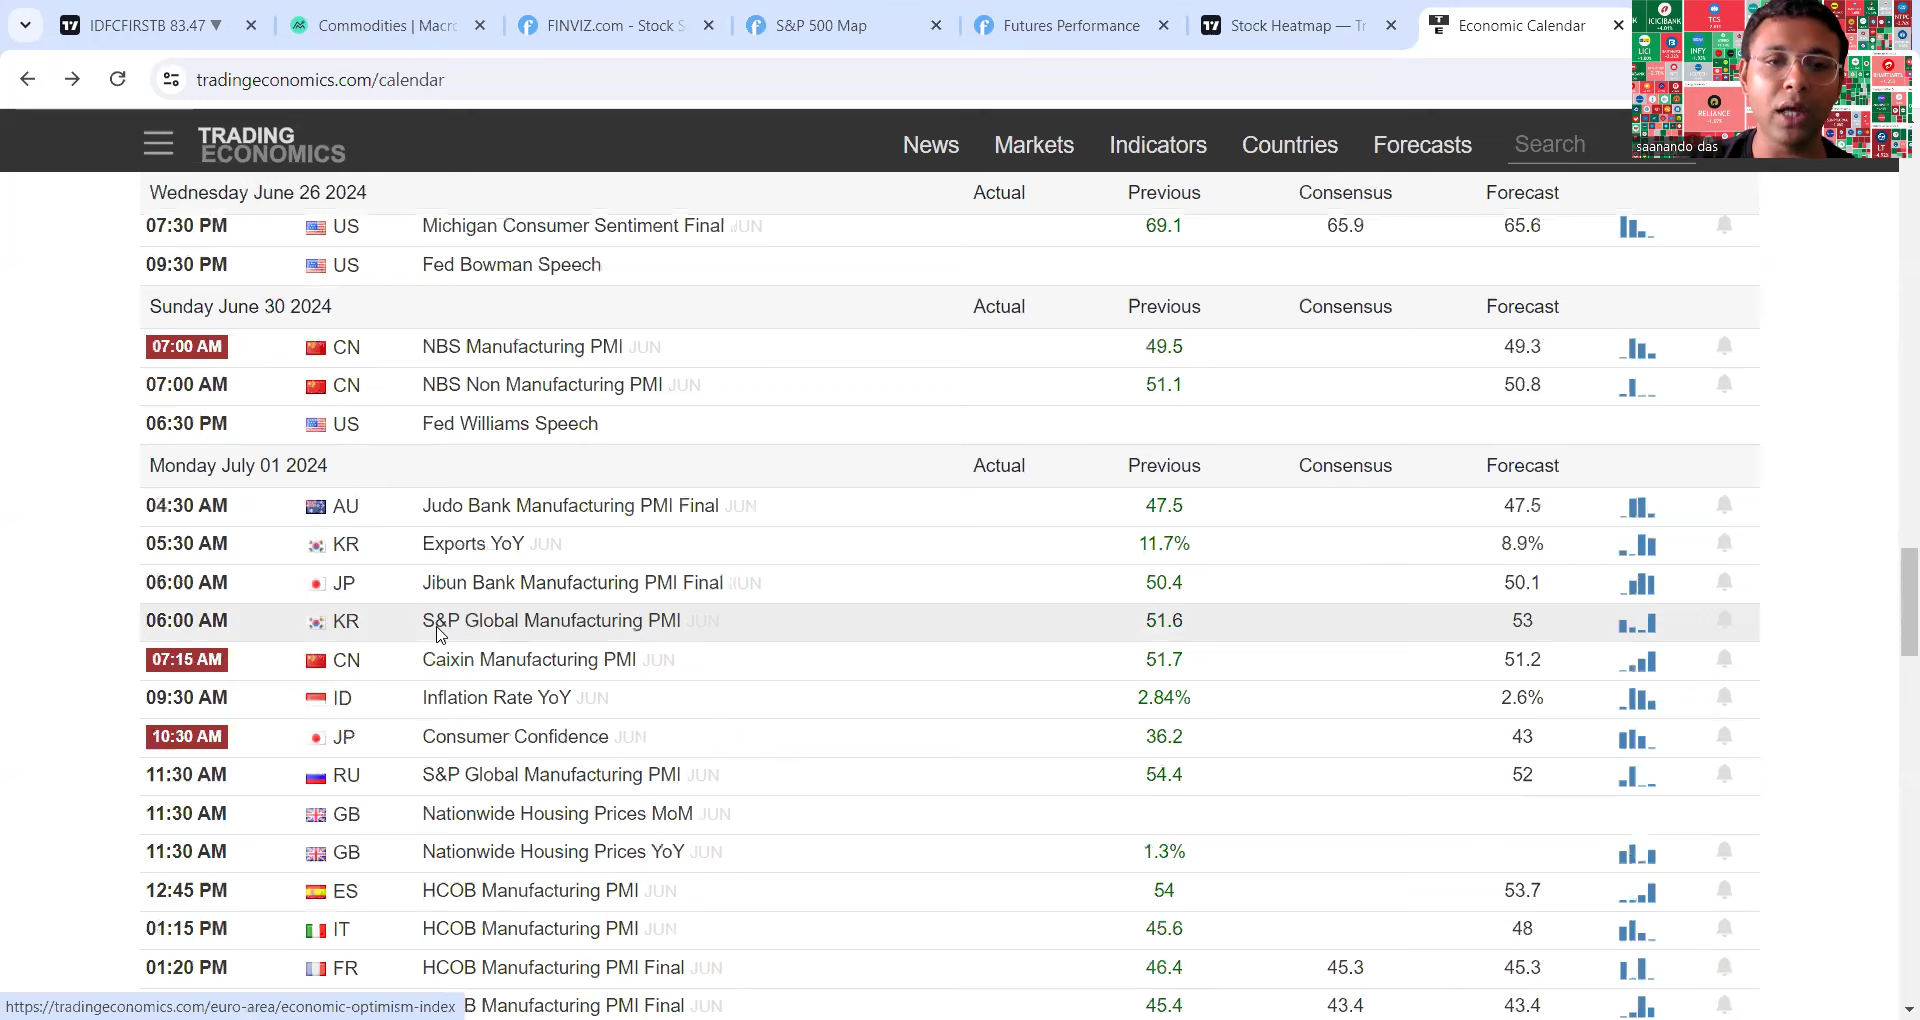 IDFCFIRSTB 83.47 ▼
Commodities | Macro
FINVIZ.com - Stock S
S&P 500 Map
Futures Performance
Stock Heatmap — Tr
Economic Calendar
tradingeconomics.com/calendar
ICICIBANK
TCS
LICI
INFY
RELIANCE
BHARTIARTL
LT
saanando das
TRADING
ECONOMICS
News Markets Indicators Countries Forecasts Search
Wednesday June 26 2024 Actual Previous Consensus Forecast
07:30 PM US Michigan Consumer Sentiment Final JUN 69.1 65.9 65.6
09:30 PM US Fed Bowman Speech
Sunday June 30 2024 Actual Previous Consensus Forecast
07:00 AM CN NBS Manufacturing PMI JUN 49.5 49.3
07:00 AM CN NBS Non Manufacturing PMI JUN 51.1 50.8
06:30 PM US Fed Williams Speech
Monday July 01 2024 Actual Previous Consensus Forecast
04:30 AM AU Judo Bank Manufacturing PMI Final JUN 47.5 47.5
05:30 AM KR Exports YoY JUN 11.7% 8.9%
06:00 AM JP Jibun Bank Manufacturing PMI Final JUN 50.4 50.1
06:00 AM KR S&P Global Manufacturing PMI JUN 51.6 53
07:15 AM CN Caixin Manufacturing PMI JUN 51.7 51.2
09:30 AM ID Inflation Rate YoY JUN 2.84% 2.6%
10:30 AM JP Consumer Confidence JUN 36.2 43
11:30 AM RU S&P Global Manufacturing PMI JUN 54.4 52
11:30 AM GB Nationwide Housing Prices MoM JUN
11:30 AM GB Nationwide Housing Prices YoY JUN 1.3%
12:45 PM ES HCOB Manufacturing PMI JUN 54 53.7
01:15 PM IT HCOB Manufacturing PMI JUN 45.6 48
01:20 PM FR HCOB Manufacturing PMI Final JUN 46.4 45.3 45.3
B Manufacturing PMI Final JUN 45.4 43.4 43.4
https://tradingeconomics.com/euro-area/economic-optimism-index